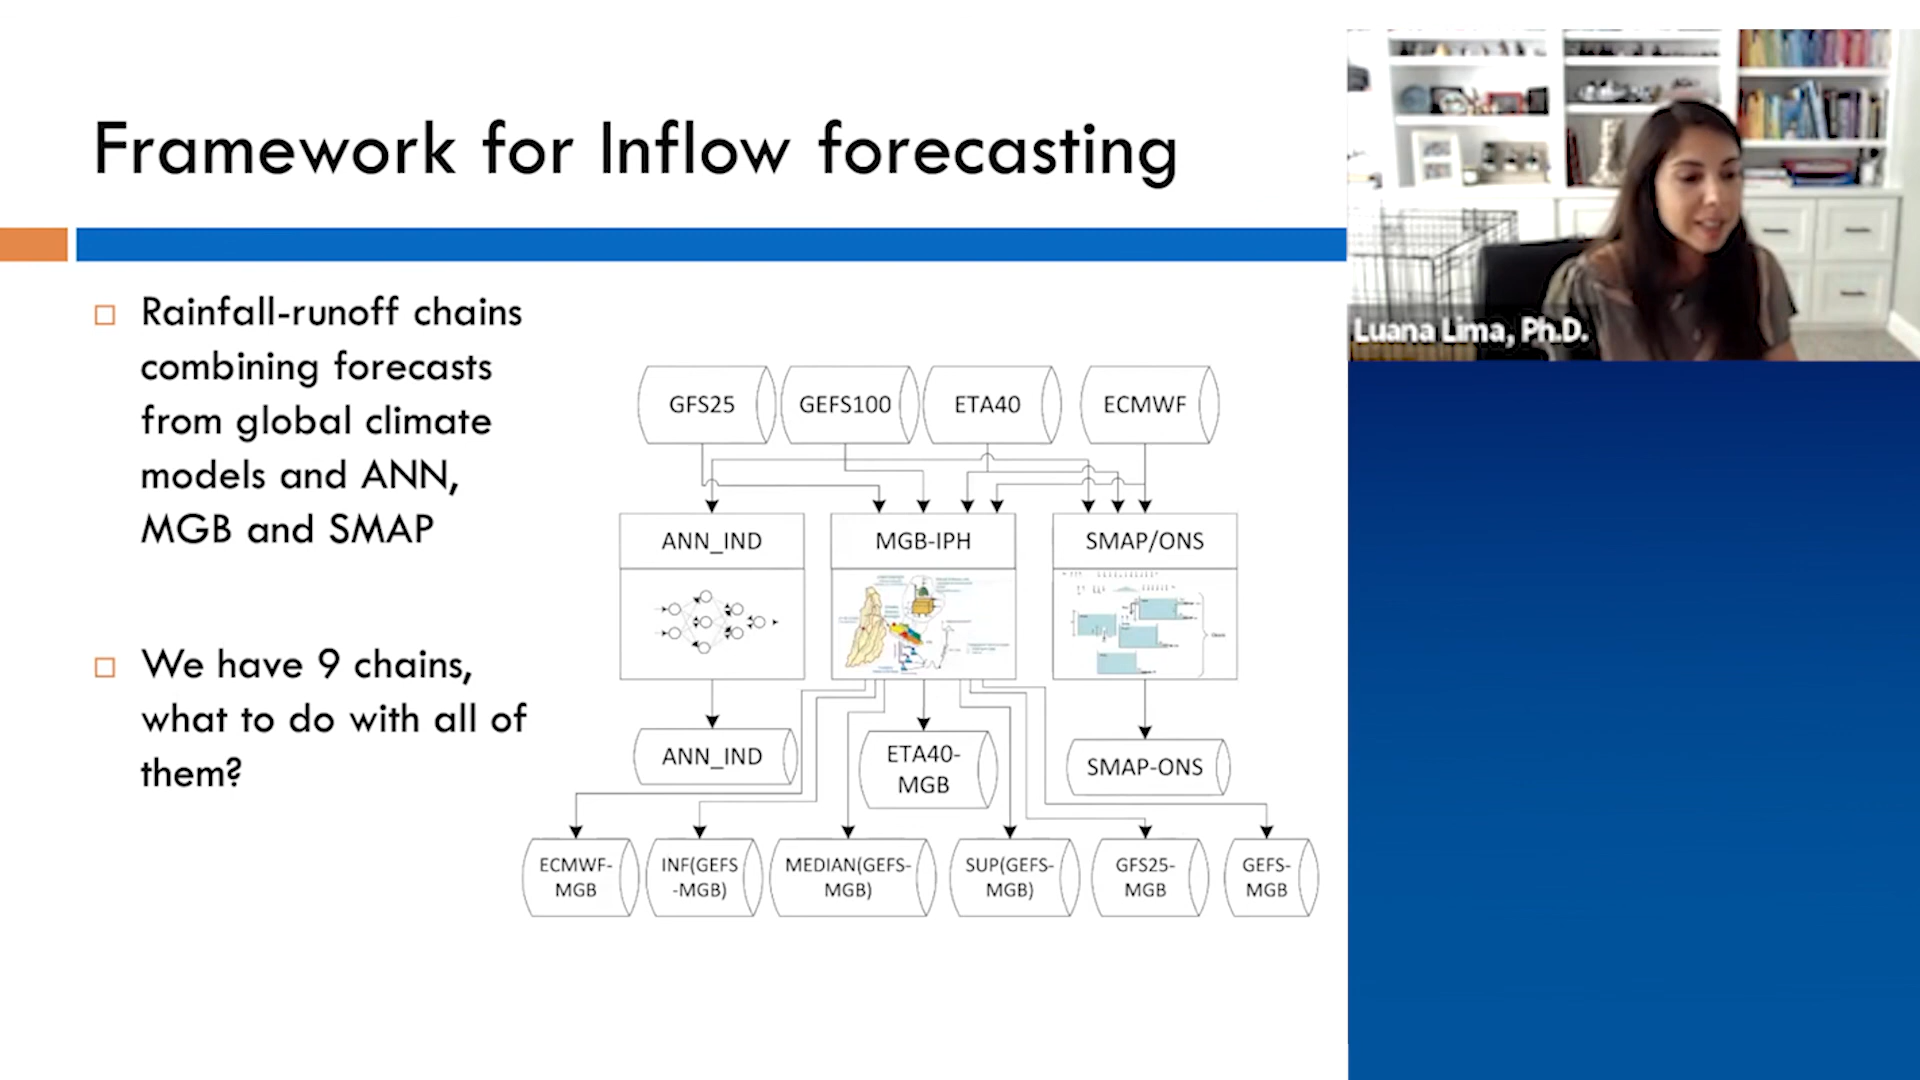 Framework for Inflow forecasting
Rainfall-runoff chains
combining forecasts
from global climate
models and ANN,
MGB and SMAP
We have 9 chains,
what to do with all of
them?
GFS25
GEFS100
ETA40
ECMWF
ANN_IND
MGB-IPH
SMAP/ONS
ANN_IND
ETA40-
MGB
SMAP-ONS
ECMWF-
MGB
INF(GEFS
-MGB)
MEDIAN(GEFS-
MGB)
SUP(GEFS-
MGB)
GFS25-
MGB
GEFS-
MGB
Luana Lima, Ph.D.